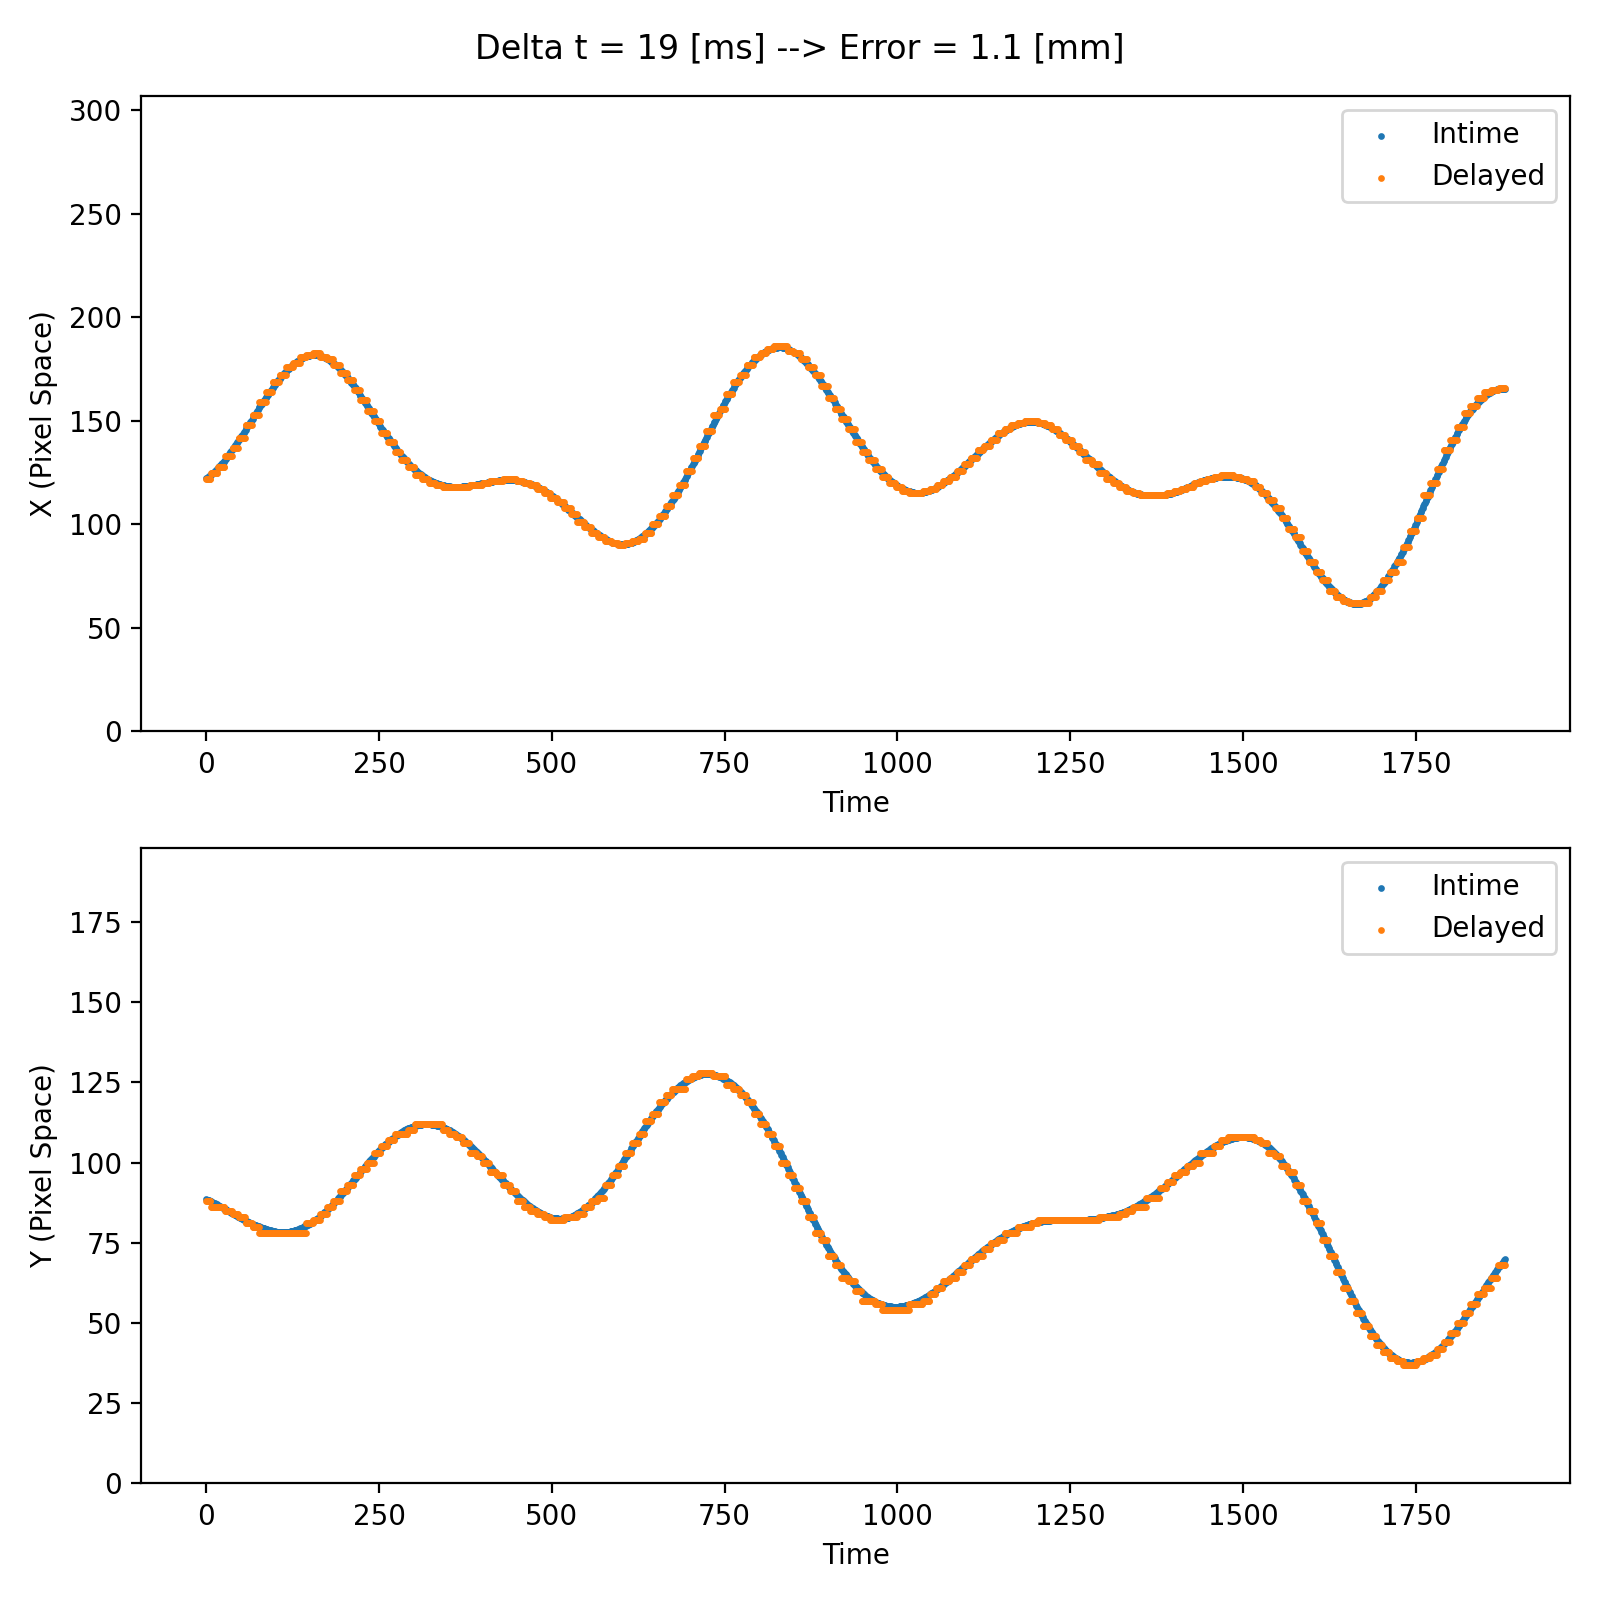 Delta t = 19 [ms] --> Error = 1.1 [mm]
300
250
200
150
100
50
0
X (Pixel Space)
Intime
Delayed
0 250 500 750 1000 1250 1500 1750
Time
175
150
125
100
75
50
25
0
Y (Pixel Space)
Intime
Delayed
0 250 500 750 1000 1250 1500 1750
Time